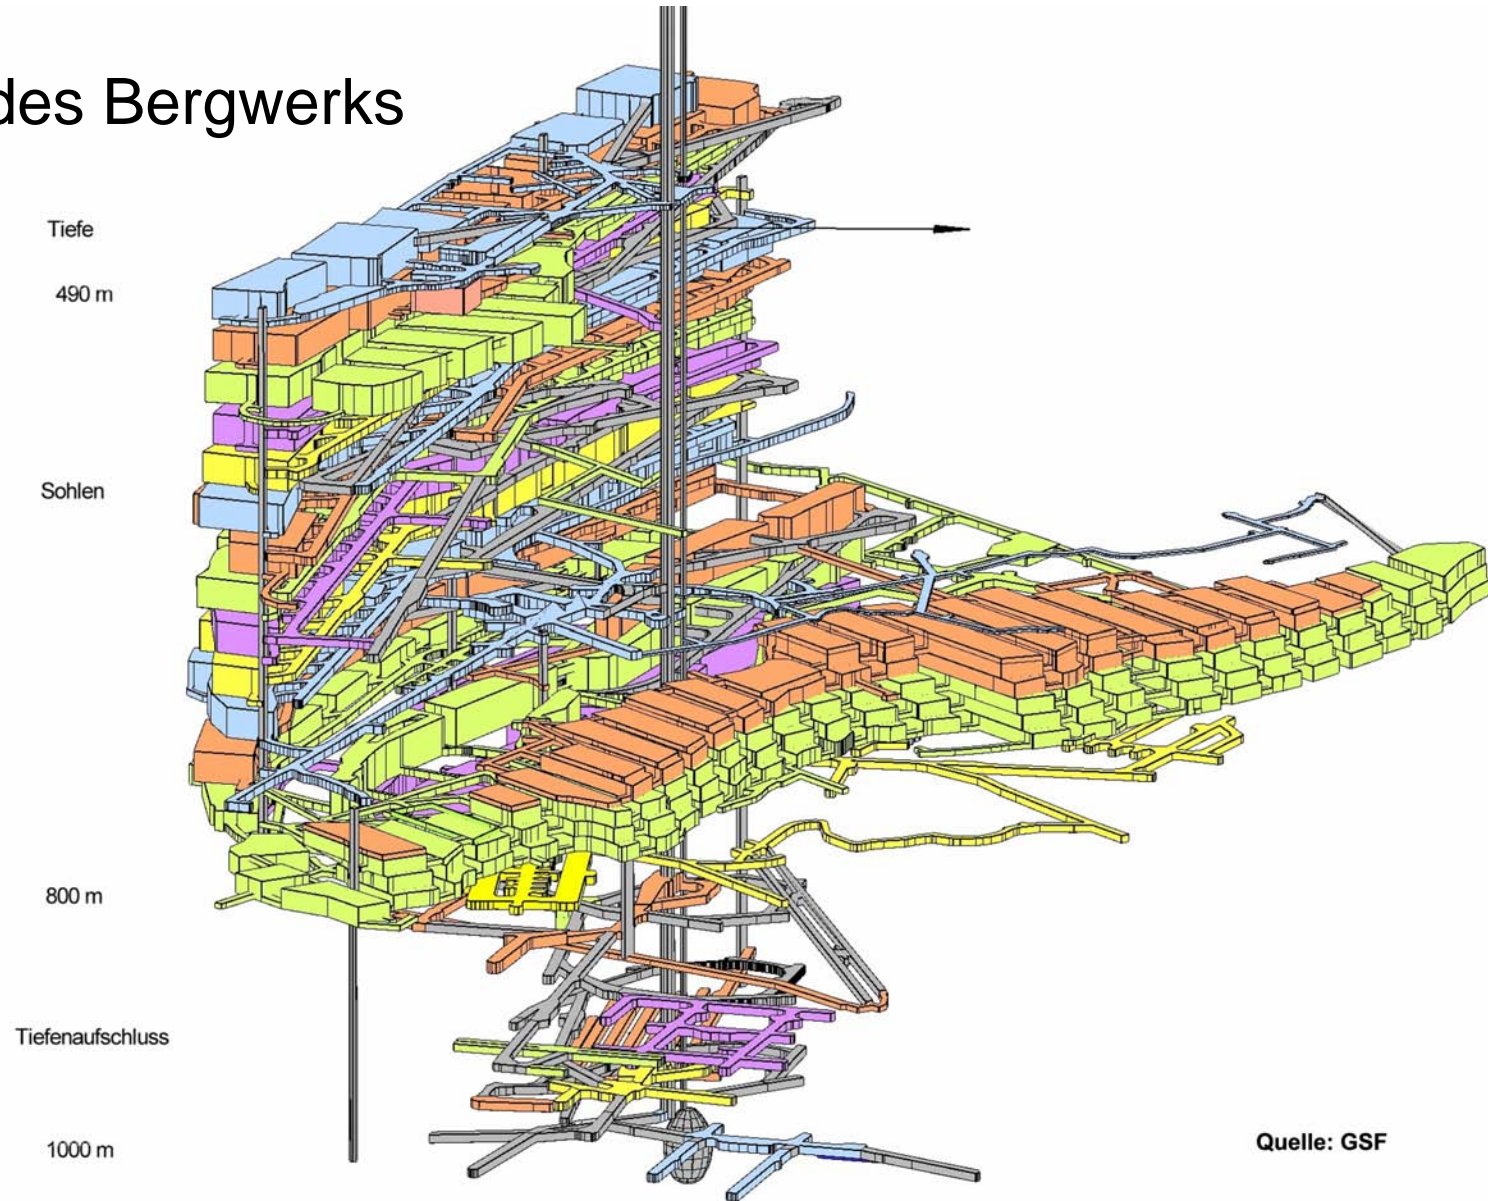 des Bergwerks
Tiefe
490 m
Sohlen
800 m
Tiefenaufschluss
1000 m
Quelle: GSF